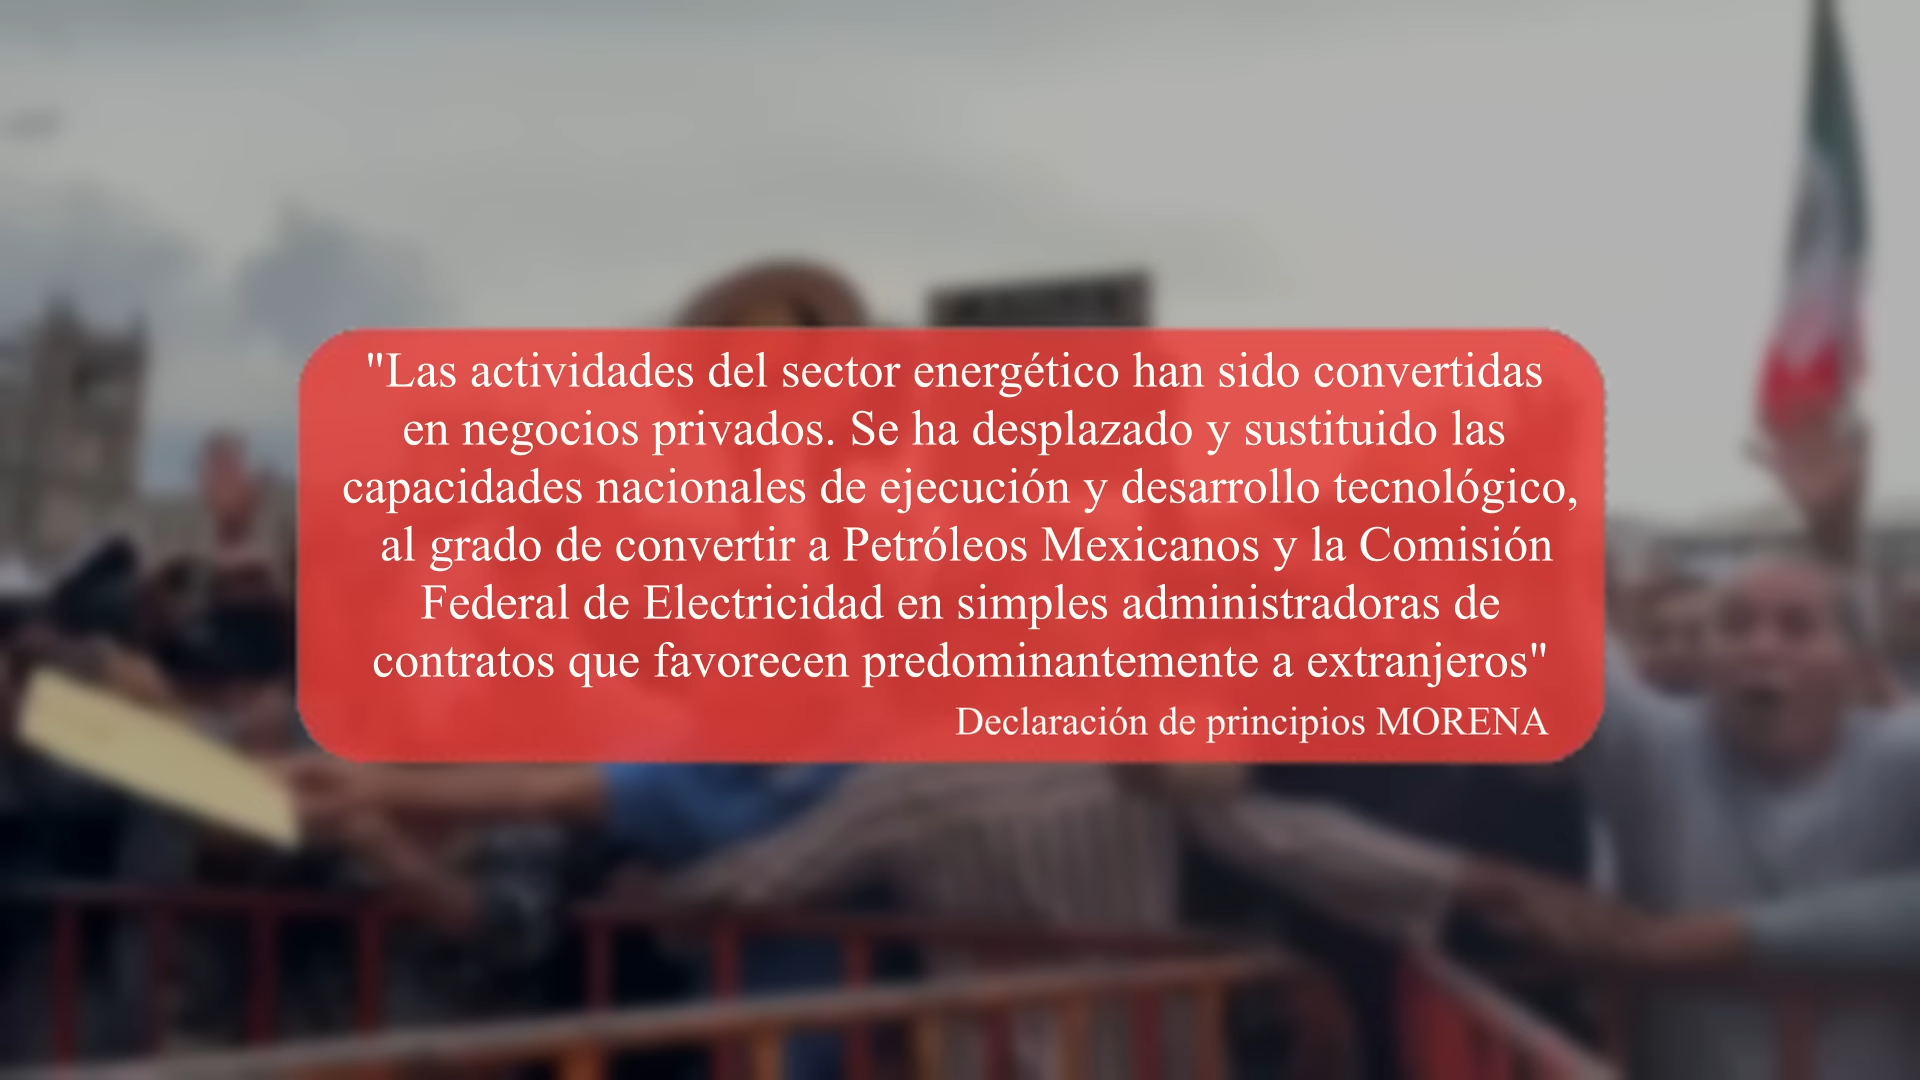 "Las actividades del sector energético han sido convertidas
en negocios privados. Se ha desplazado y sustituido las
capacidades nacionales de ejecución y desarrollo tecnológico,
al grado de convertir a Petróleos Mexicanos y la Comisión
Federal de Electricidad en simples administradoras de
contratos que favorecen predominantemente a extranjeros"
Declaración de principios MORENA